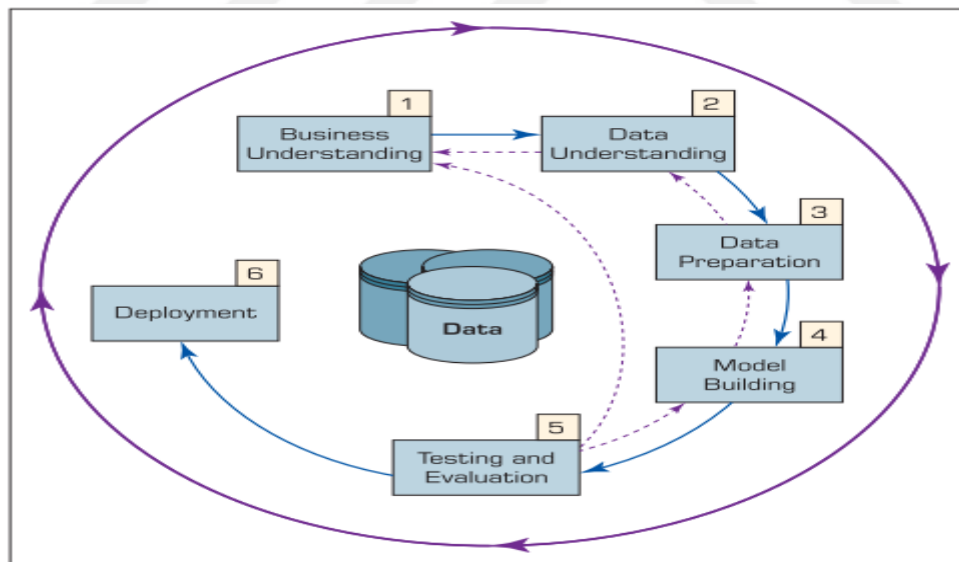 1
Business
Understanding
2
Data
Understanding
3
Data
Preparation
4
Model
Building
5
Testing and
Evaluation
6
Deployment
Data